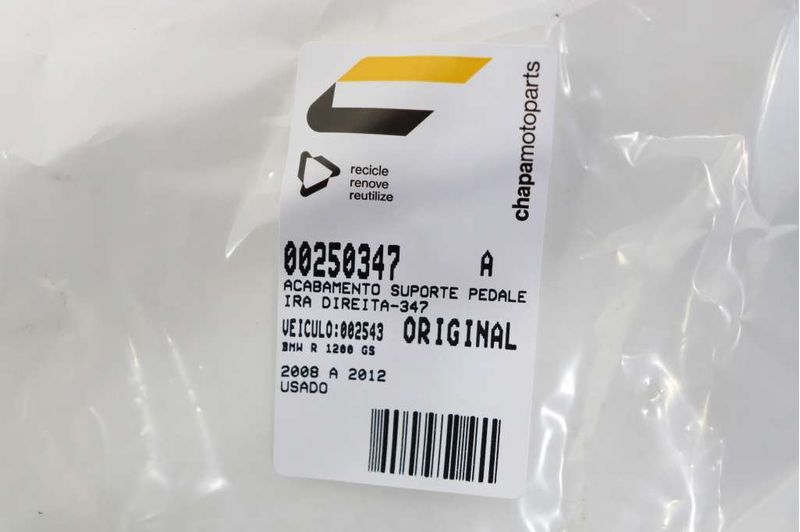 chapamotoparts
recicle
renove
reutilize
00250347 A
ACABAMENTO SUPORTE PEDALE
IRA DIREITA-347
VEICULO:002543 ORIGINAL
BMW R 1200 GS
2008 A 2012
USADO